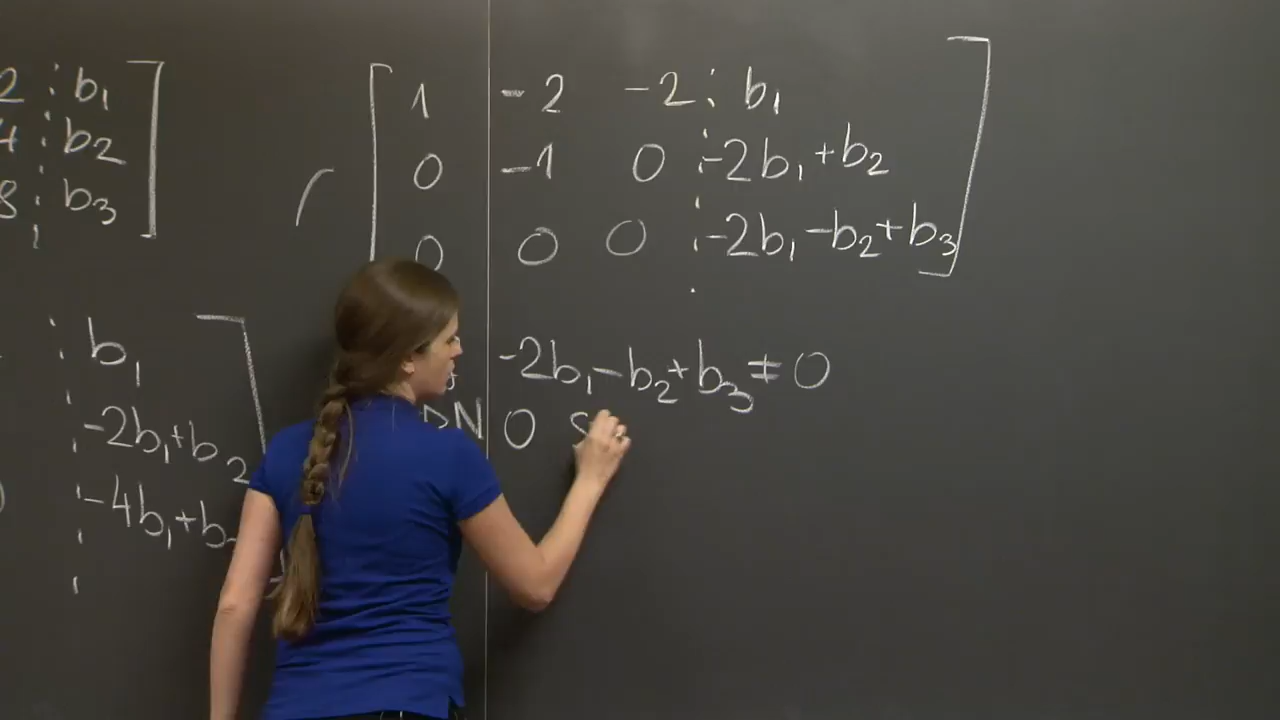 2 ⋮ b₁
4 ⋮ b₂
8 ⋮ b₃
⋮ b₁
⋮ -2b₁+b₂
⋮ -4b₁+b
1 -2 -2 ⋮ b₁
0 -1 0 ⋮ -2b₁+b₂
0 0 0 ⋮ -2b₁-b₂+b₃
-2b₁-b₂+b₃≠0
0